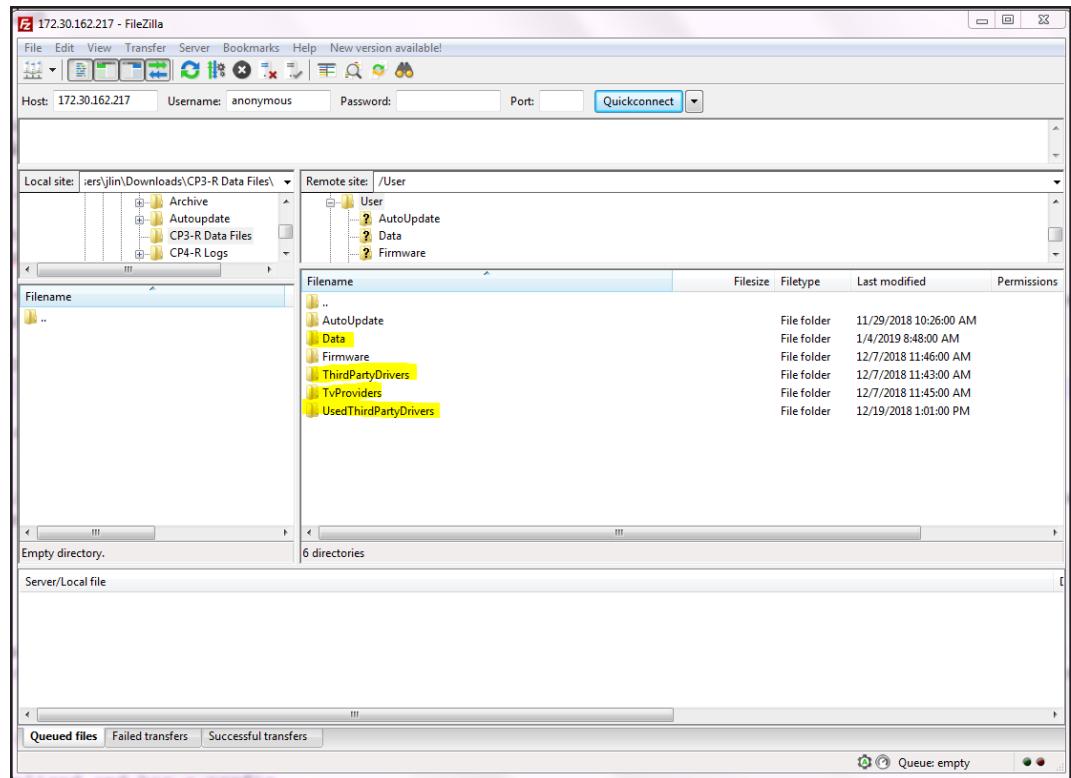 172.30.162.217 - FileZilla
File Edit View Transfer Server Bookmarks Help New version available!
Host: 172.30.162.217 Username: anonymous Password: Port: Quickconnect
Local site: :ers\jlin\Downloads\CP3-R Data Files\
Archive
Autoupdate
CP3-R Data Files
CP4-R Logs
Filename
..
Empty directory.
Remote site: /User
User
? AutoUpdate
? Data
? Firmware
Filename Filesize Filetype Last modified Permissions
..
AutoUpdate File folder 11/29/2018 10:26:00 AM
Data File folder 1/4/2019 8:48:00 AM
Firmware File folder 12/7/2018 11:46:00 AM
ThirdPartyDrivers File folder 12/7/2018 11:43:00 AM
TvProviders File folder 12/7/2018 11:45:00 AM
UsedThirdPartyDrivers File folder 12/19/2018 1:01:00 PM
6 directories
Server/Local file
Queued files Failed transfers Successful transfers
Queue: empty